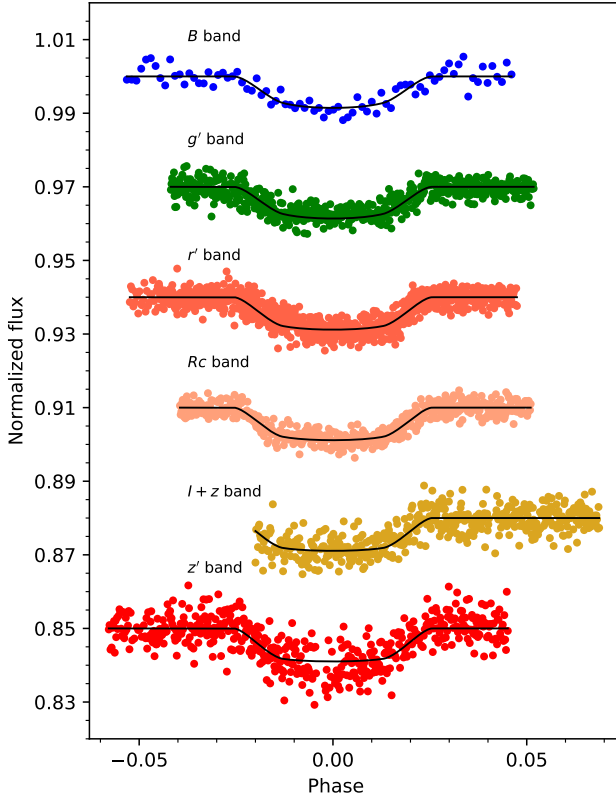 1.01
B band
0.99
g′ band
0.97
0.95
r′ band
0.93
Rc band
0.91
0.89
I + z band
0.87
z′ band
0.85
0.83
Normalized flux
−0.05 0.00 0.05
Phase